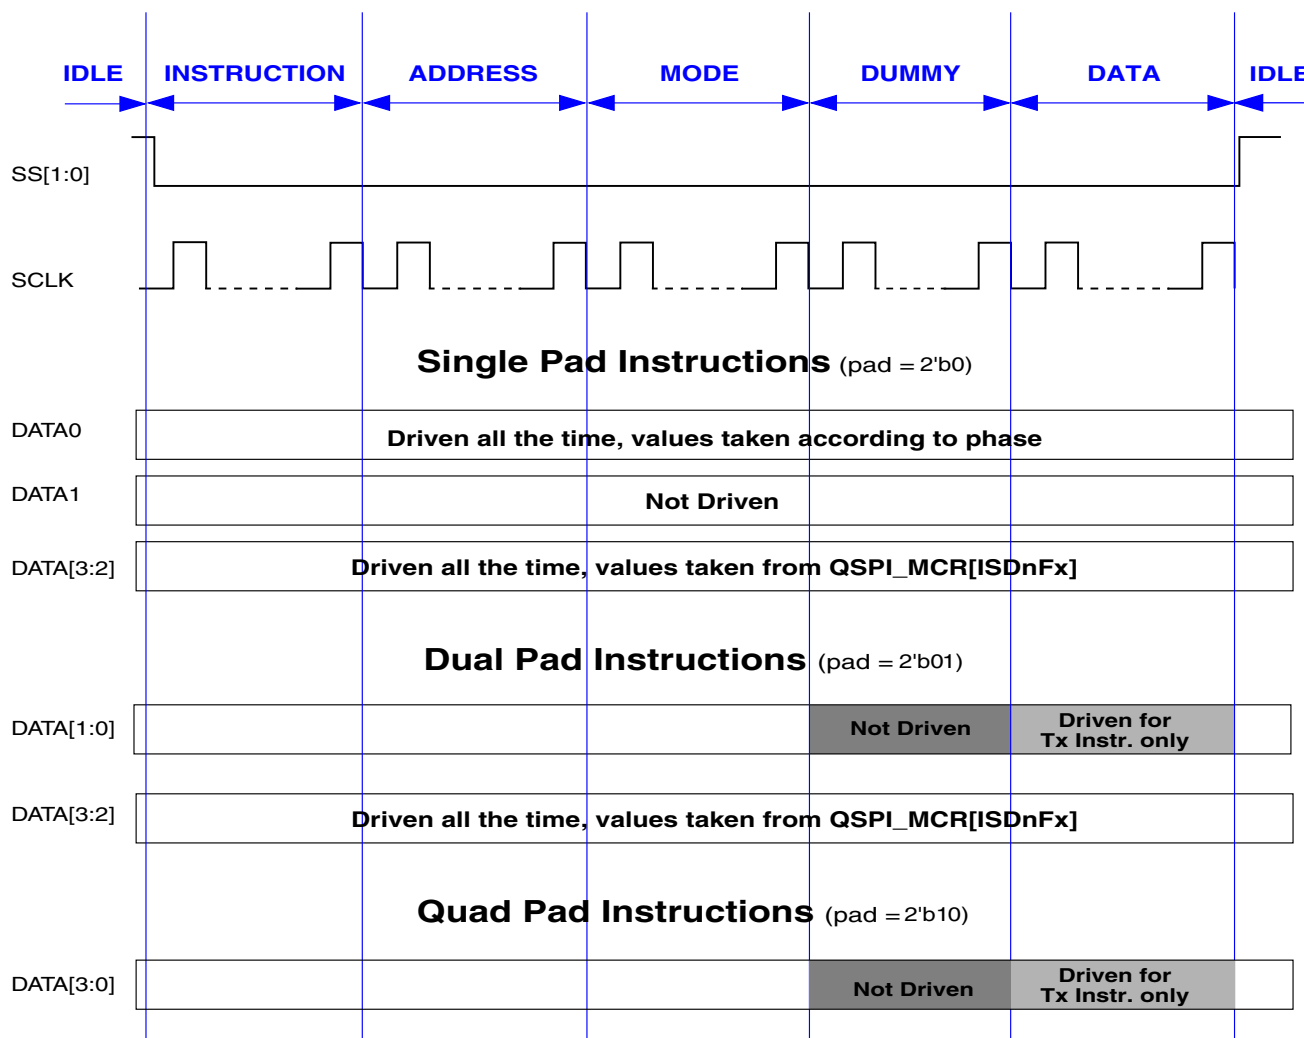 IDLE INSTRUCTION ADDRESS MODE DUMMY DATA IDLE
SS[1:0]
SCLK
Single Pad Instructions (pad = 2'b0)
DATA0 Driven all the time, values taken according to phase
DATA1 Not Driven
DATA[3:2] Driven all the time, values taken from QSPI_MCR[ISDnFx]
Dual Pad Instructions (pad = 2'b01)
DATA[1:0] Not Driven Driven for
Tx Instr. only
DATA[3:2] Driven all the time, values taken from QSPI_MCR[ISDnFx]
Quad Pad Instructions (pad = 2'b10)
DATA[3:0] Not Driven Driven for
Tx Instr. only